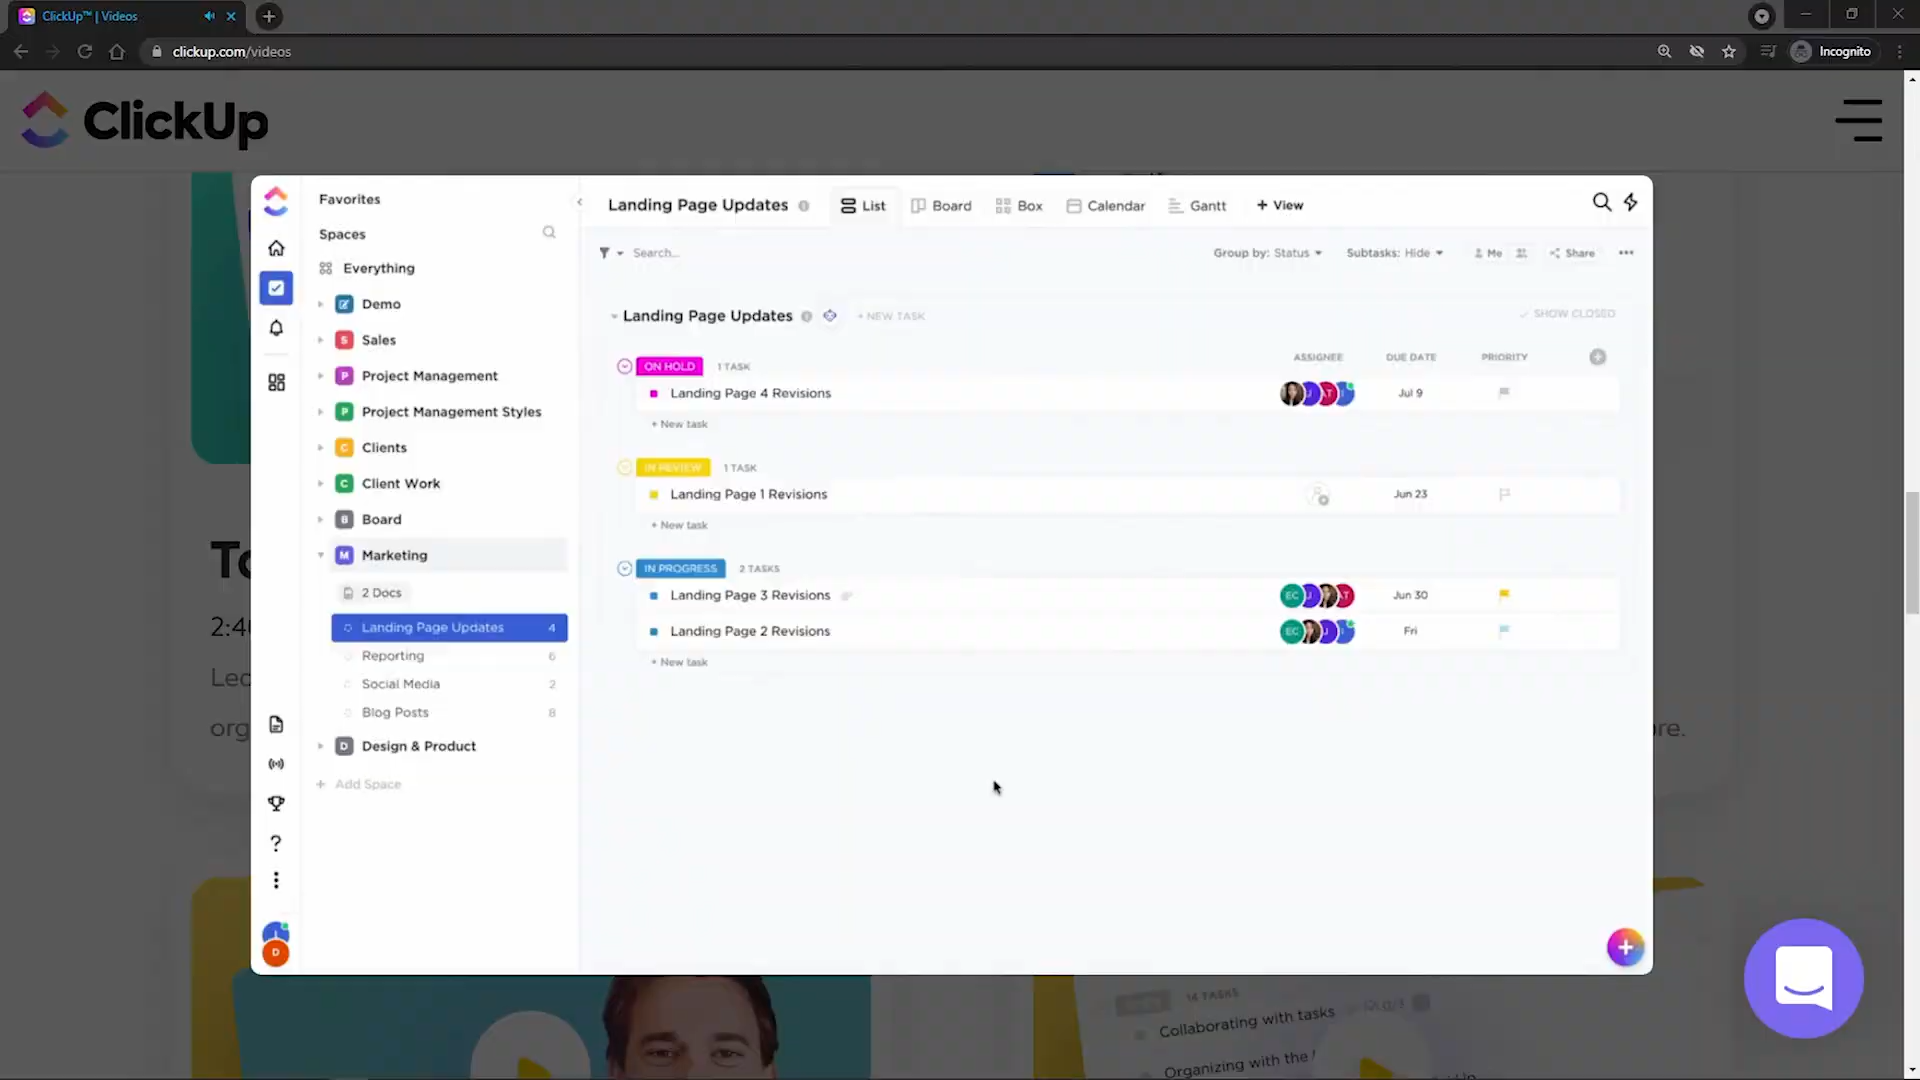 ClickUp™ | Videos
clickup.com/videos
Incognito
ClickUp
Favorites
Spaces
Everything
Demo
S Sales
P Project Management
P Project Management Styles
C Clients
C Client Work
B Board
M Marketing
2 Docs
Landing Page Updates 4
Reporting 6
Social Media 2
Blog Posts 8
D Design & Product
+ Add Space
?
D
Landing Page Updates
List
Board
Box
Calendar
Gantt
+ View
Search...
Group by: Status
Subtasks: Hide
Me
Share
Landing Page Updates
+ NEW TASK
SHOW CLOSED
ON HOLD 1 TASK
ASSIGNEE DUE DATE PRIORITY
Landing Page 4 Revisions Jul 9
+ New task
IN REVIEW 1 TASK
Landing Page 1 Revisions Jun 23
+ New task
IN PROGRESS 2 TASKS
Landing Page 3 Revisions EC J T Jun 30
Landing Page 2 Revisions EC J Fri
+ New task
To
2:4
Lea
org
re.
14 TASKS
Collaborating with tasks
Organizing with the